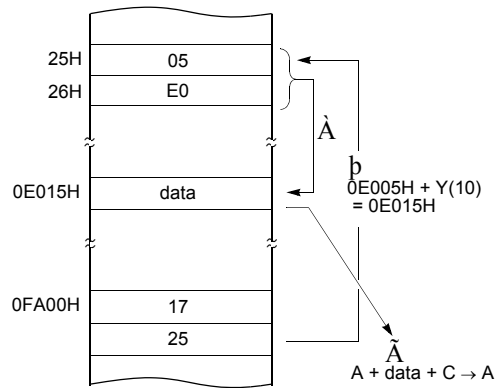 25H 05
26H E0
À
0E015H data
þ
0E005H + Y(10)
= 0E015H
0FA00H 17
25
Ã
A + data + C → A